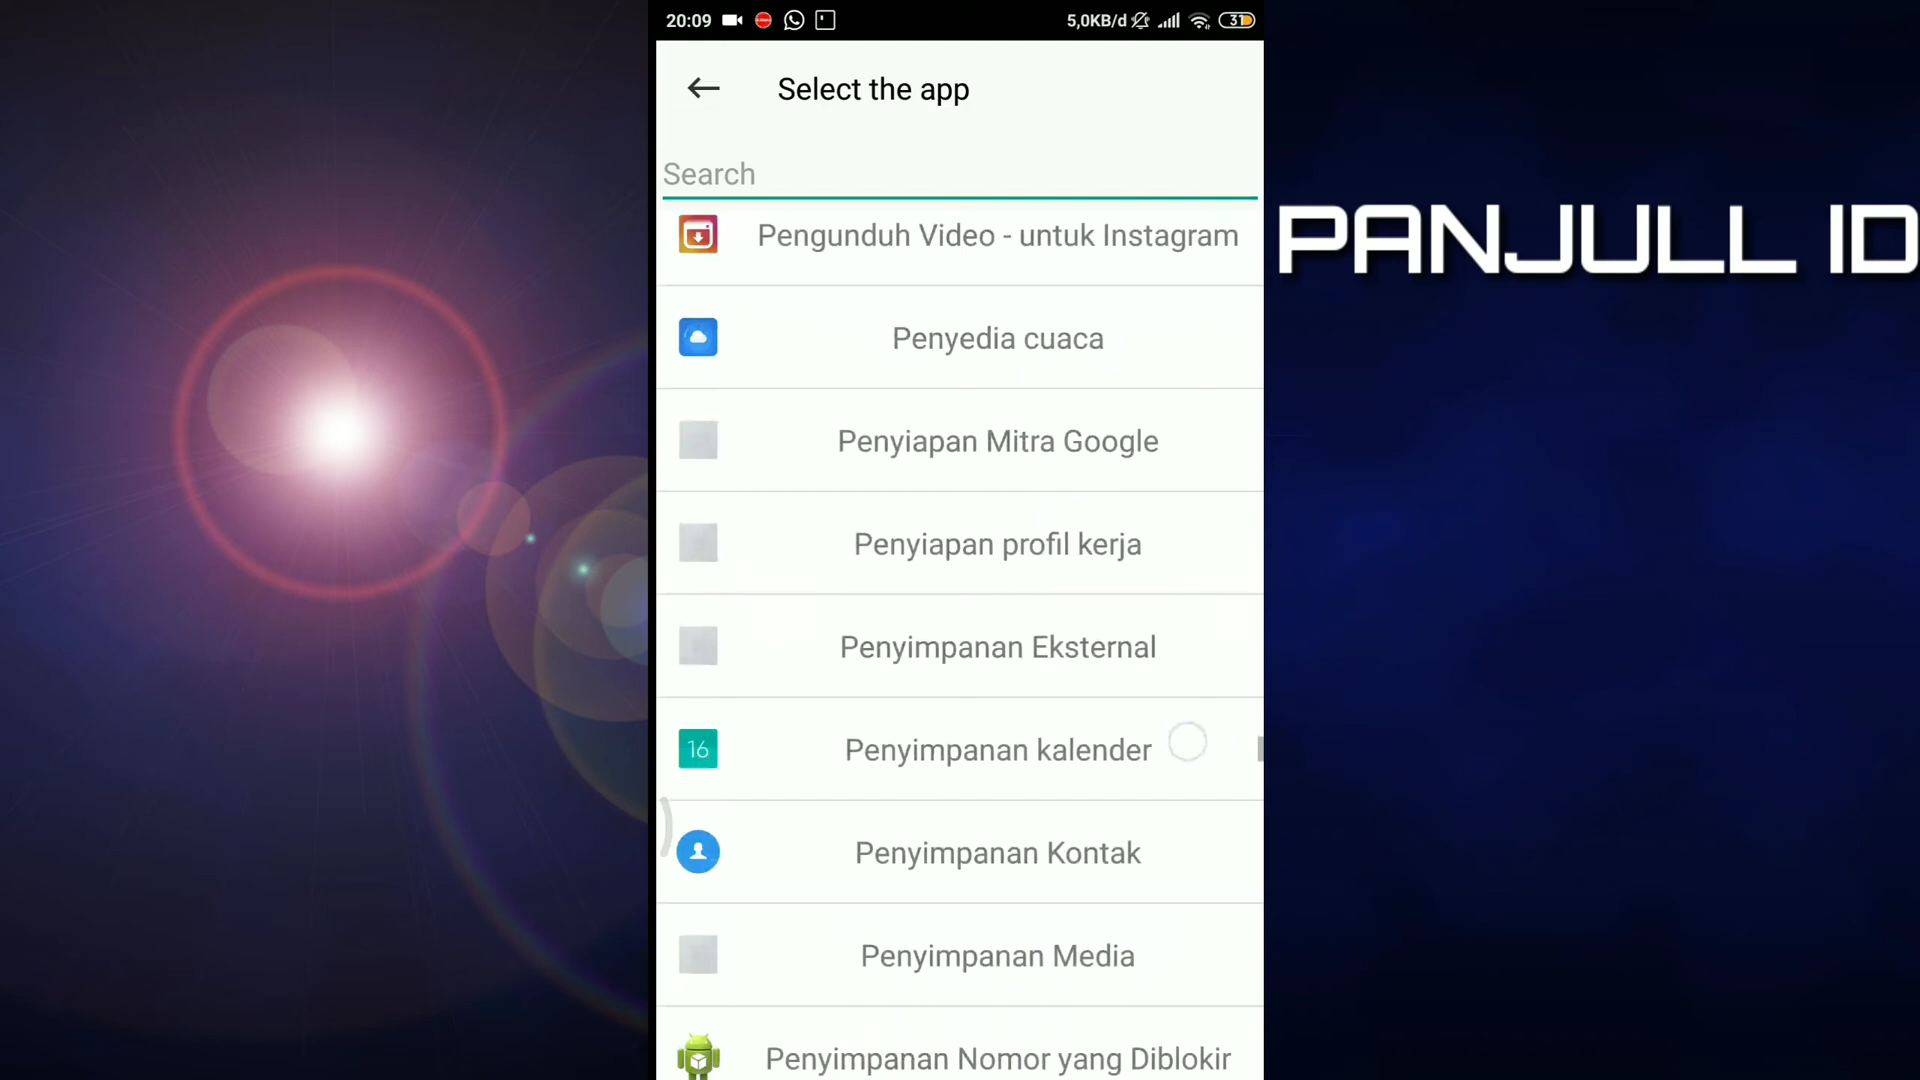 20:09 5,0KB/d 31
Select the app
Search
Pengunduh Video - untuk Instagram
PANJULL ID
Penyedia cuaca
Penyiapan Mitra Google
Penyiapan profil kerja
Penyimpanan Eksternal
16 Penyimpanan kalender
Penyimpanan Kontak
Penyimpanan Media
Penyimpanan Nomor yang Diblokir